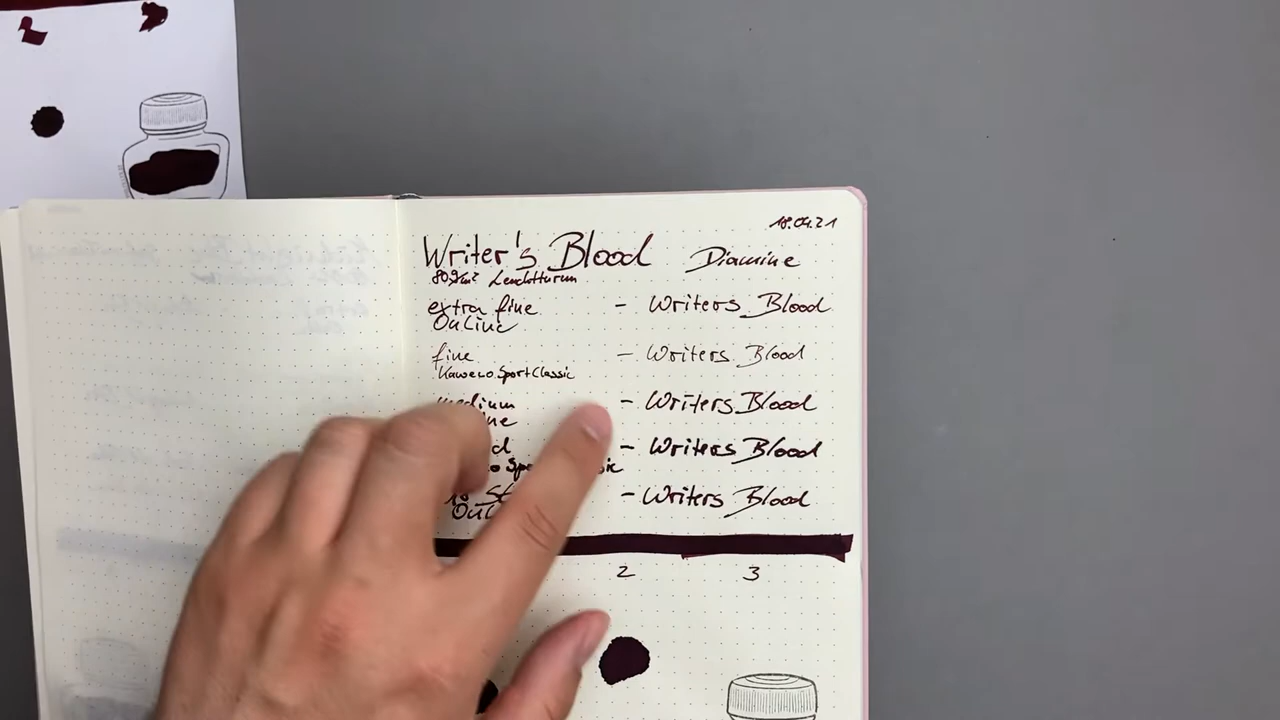 18.04.21
Writer's Blood Diamine
80g/m² Leuchtturm
extra fine - Writers Blood
Online
fine - Writers Blood
Kaweco Sport Classic
medium - Writers Blood
- Writers Blood
- Writers Blood
2 3